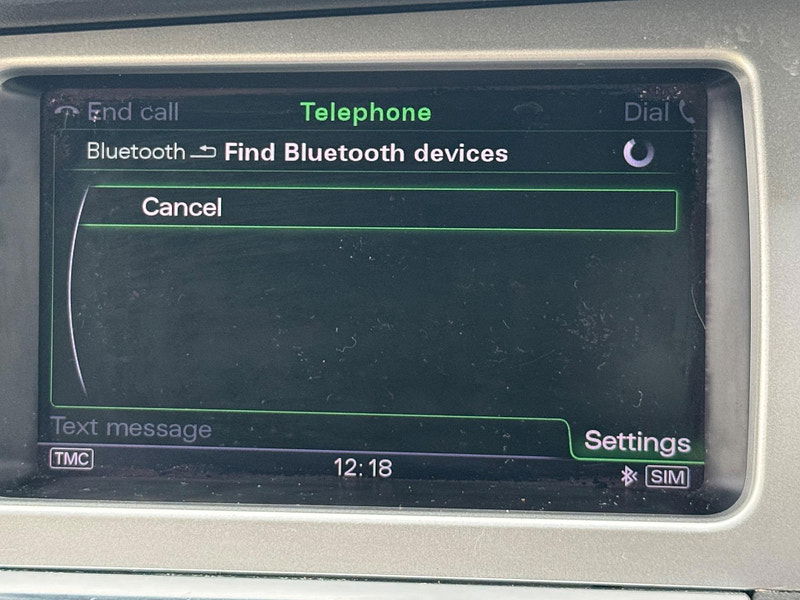 End call Telephone Dial
Bluetooth Find Bluetooth devices
Cancel
Text message Settings
TMC 12:18 SIM